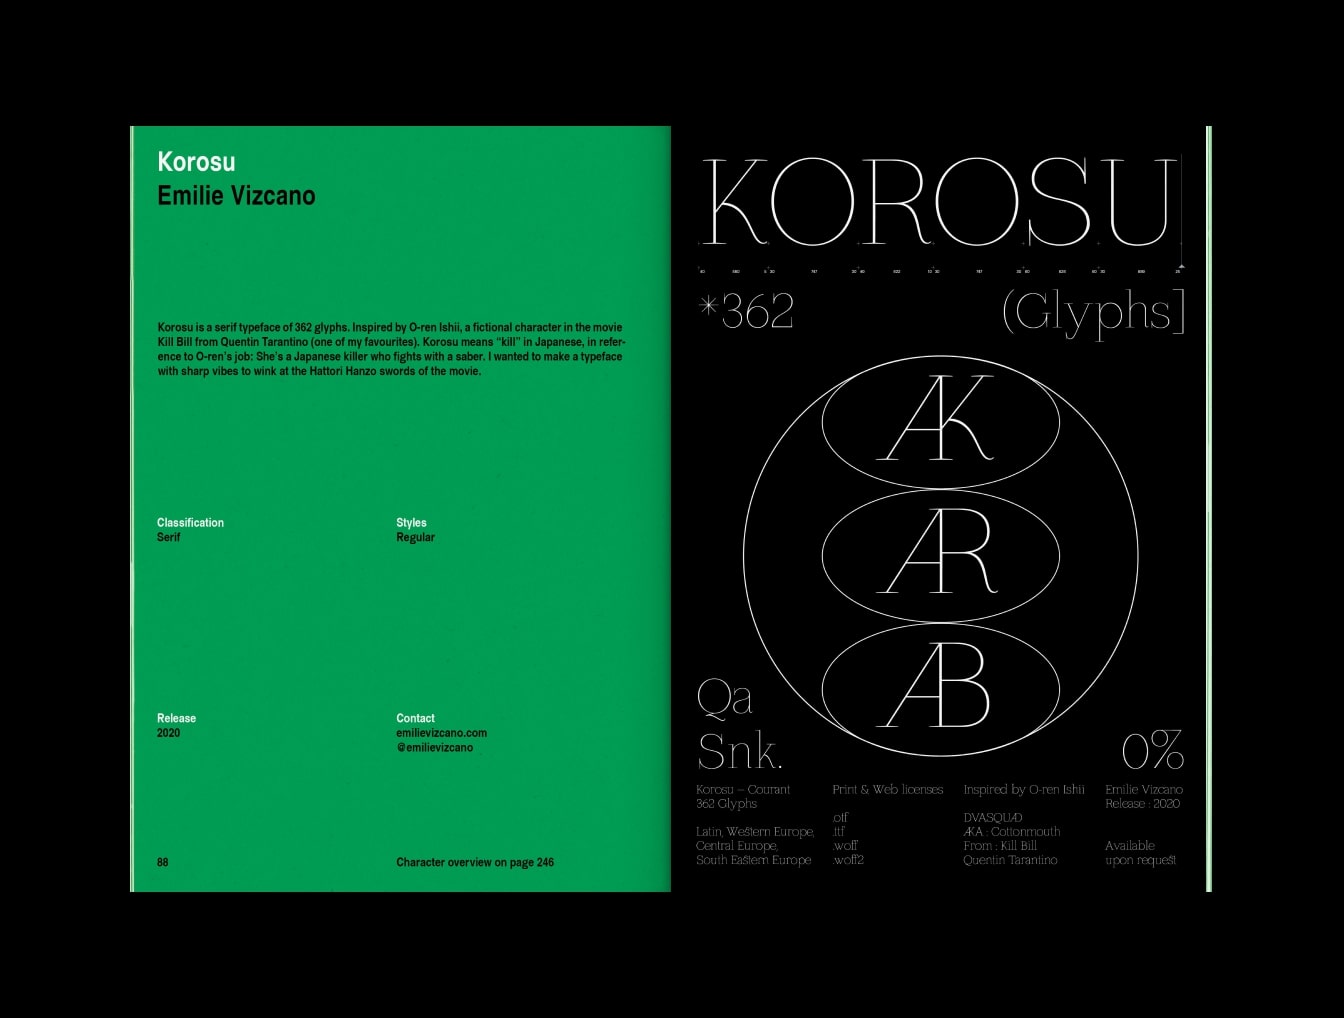 Korosu
Emilie Vizcano
Korosu is a serif typeface of 362 glyphs. Inspired by O-ren Ishii, a fictional character in the movie
Kill Bill from Quentin Tarantino (one of my favourites). Korosu means “kill” in Japanese, in refer-
ence to O-ren’s job: She’s a Japanese killer who fights with a saber. I wanted to make a typeface
with sharp vibes to wink at the Hattori Hanzo swords of the movie.
Classification
Serif
Styles
Regular
Release
2020
Contact
emilievizcano.com
@emilievizcano
88
Character overview on page 246
KOROSU
*362
(Glyphs]
AK
AR
AB
Qa
Snk.
0%
Korosu – Courant
362 Glyphs
Latin, Western Europe,
Central Europe,
South Eastern Europe
Print & Web licenses
.otf
.ttf
.woff
.woff2
Inspired by O-ren Ishii
DVASQUAD
AKA : Cottonmouth
From : Kill Bill
Quentin Tarantino
Emilie Vizcano
Release : 2020
Available
upon request